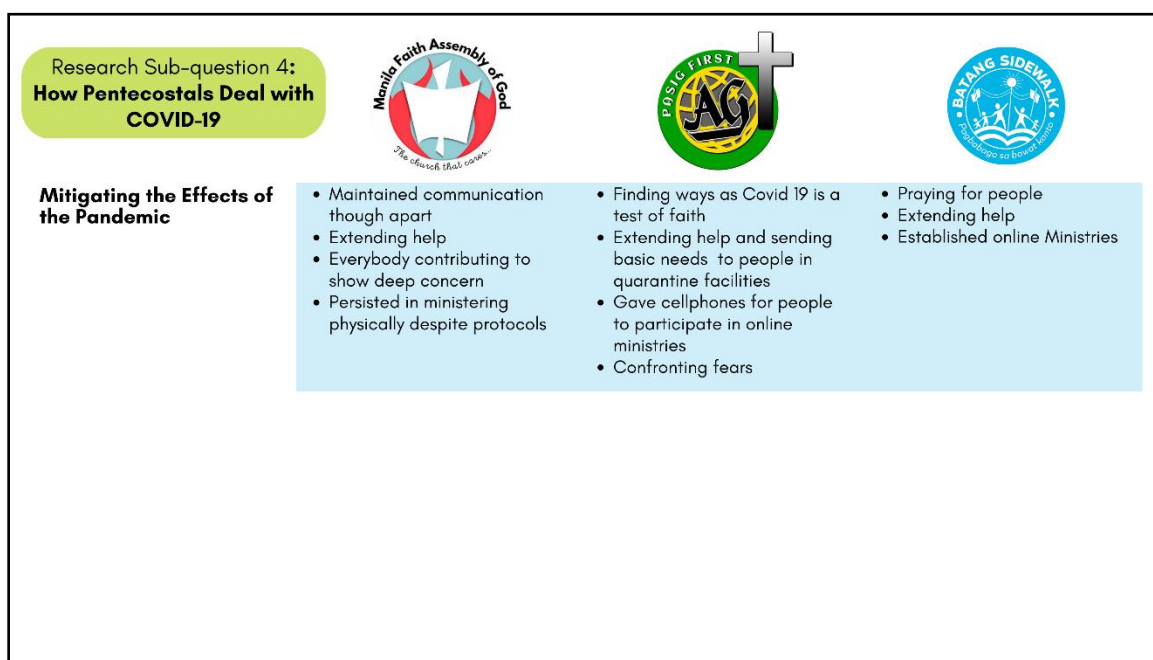 Research Sub-question 4:
How Pentecostals Deal with
COVID-19
Manila Faith Assembly of God
The church that cares...
PASIG FIRST
AG
BATANG SIDEWALK
Pagbabago sa bawat kanto
Mitigating the Effects of
the Pandemic
• Maintained communication
though apart
• Extending help
• Everybody contributing to
show deep concern
• Persisted in ministering
physically despite protocols
• Finding ways as Covid 19 is a
test of faith
• Extending help and sending
basic needs to people in
quarantine facilities
• Gave cellphones for people
to participate in online
ministries
• Confronting fears
• Praying for people
• Extending help
• Established online Ministries